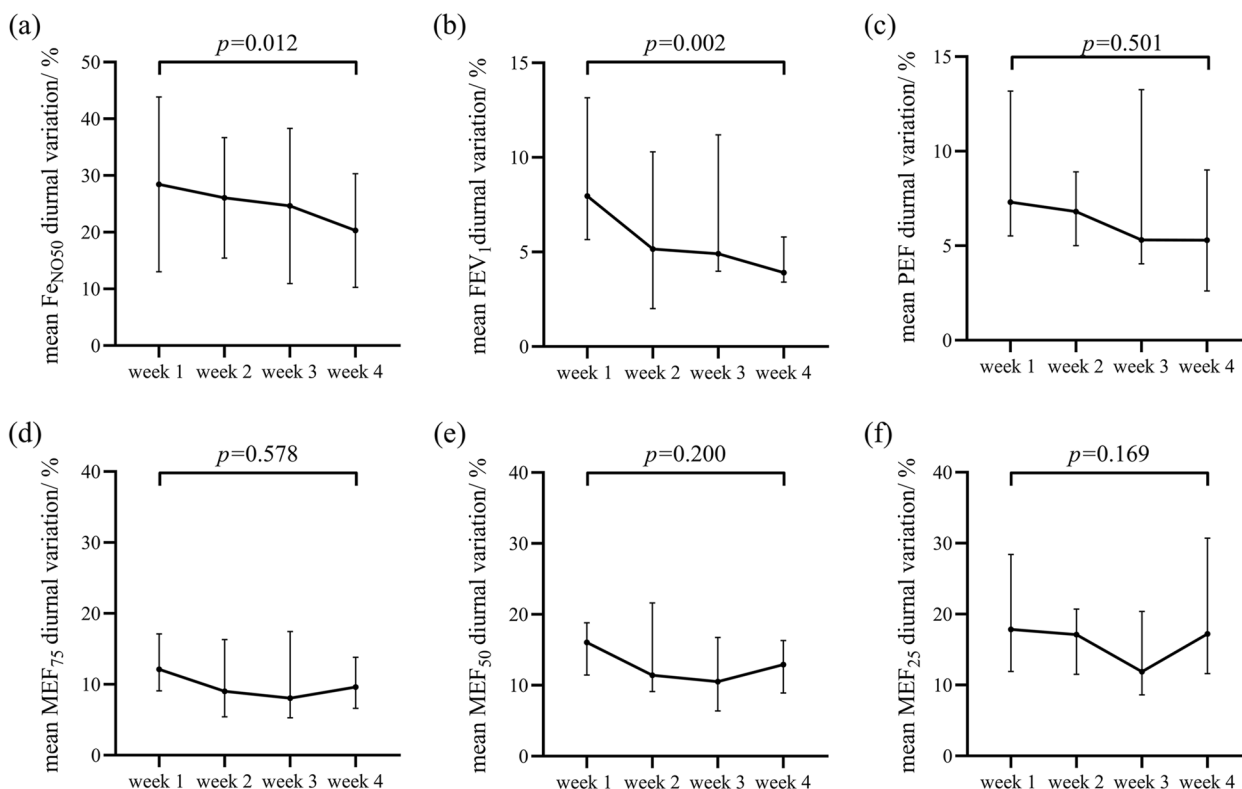 (a)
p=0.012
mean FeNO50 diurnal variation/ %
50
40
30
20
10
0
week 1 week 2 week 3 week 4
(b)
p=0.002
mean FEV1diurnal variation/ %
15
10
5
0
week 1 week 2 week 3 week 4
(c)
p=0.501
mean PEF diurnal variation/ %
15
10
5
0
week 1 week 2 week 3 week 4
(d)
p=0.578
mean MEF75 diurnal variation/ %
40
30
20
10
0
week 1 week 2 week 3 week 4
(e)
p=0.200
mean MEF50 diurnal variation/ %
40
30
20
10
0
week 1 week 2 week 3 week 4
(f)
p=0.169
mean MEF25 diurnal variation/ %
40
30
20
10
0
week 1 week 2 week 3 week 4